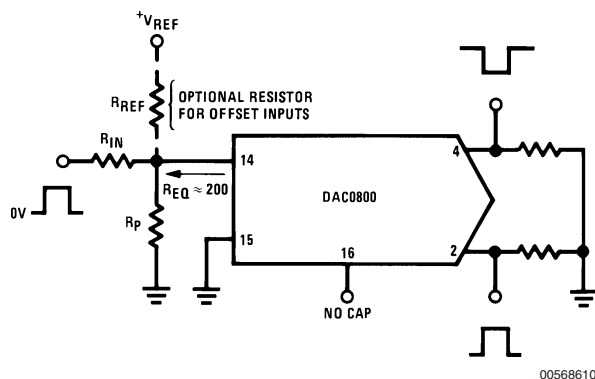 +VREF
RREF
OPTIONAL RESISTOR
FOR OFFSET INPUTS
RIN
14
4
REQ ≈ 200
DAC0800
0V
RP
15
16
2
NO CAP
00568610